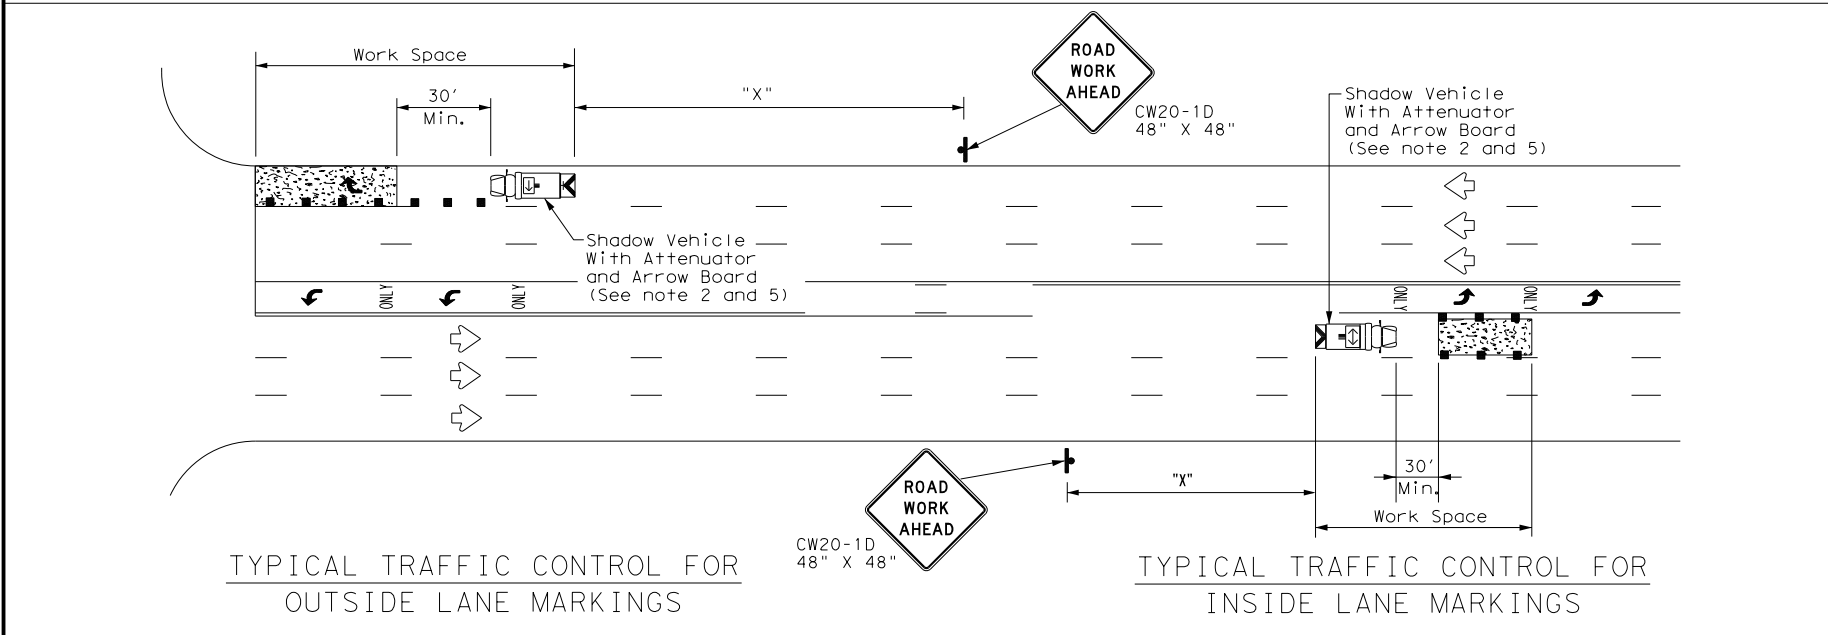 Work Space
30'
Min.
"X"
ROAD
WORK
AHEAD
CW20-1D
48" X 48"
Shadow Vehicle
With Attenuator
and Arrow Board
(See note 2 and 5)
Shadow Vehicle
With Attenuator
and Arrow Board
(See note 2 and 5)
ONLY
ONLY
ONLY
ONLY
ROAD
WORK
AHEAD
CW20-1D
48" X 48"
"X"
30'
Min.
Work Space
TYPICAL TRAFFIC CONTROL FOR
OUTSIDE LANE MARKINGS
TYPICAL TRAFFIC CONTROL FOR
INSIDE LANE MARKINGS